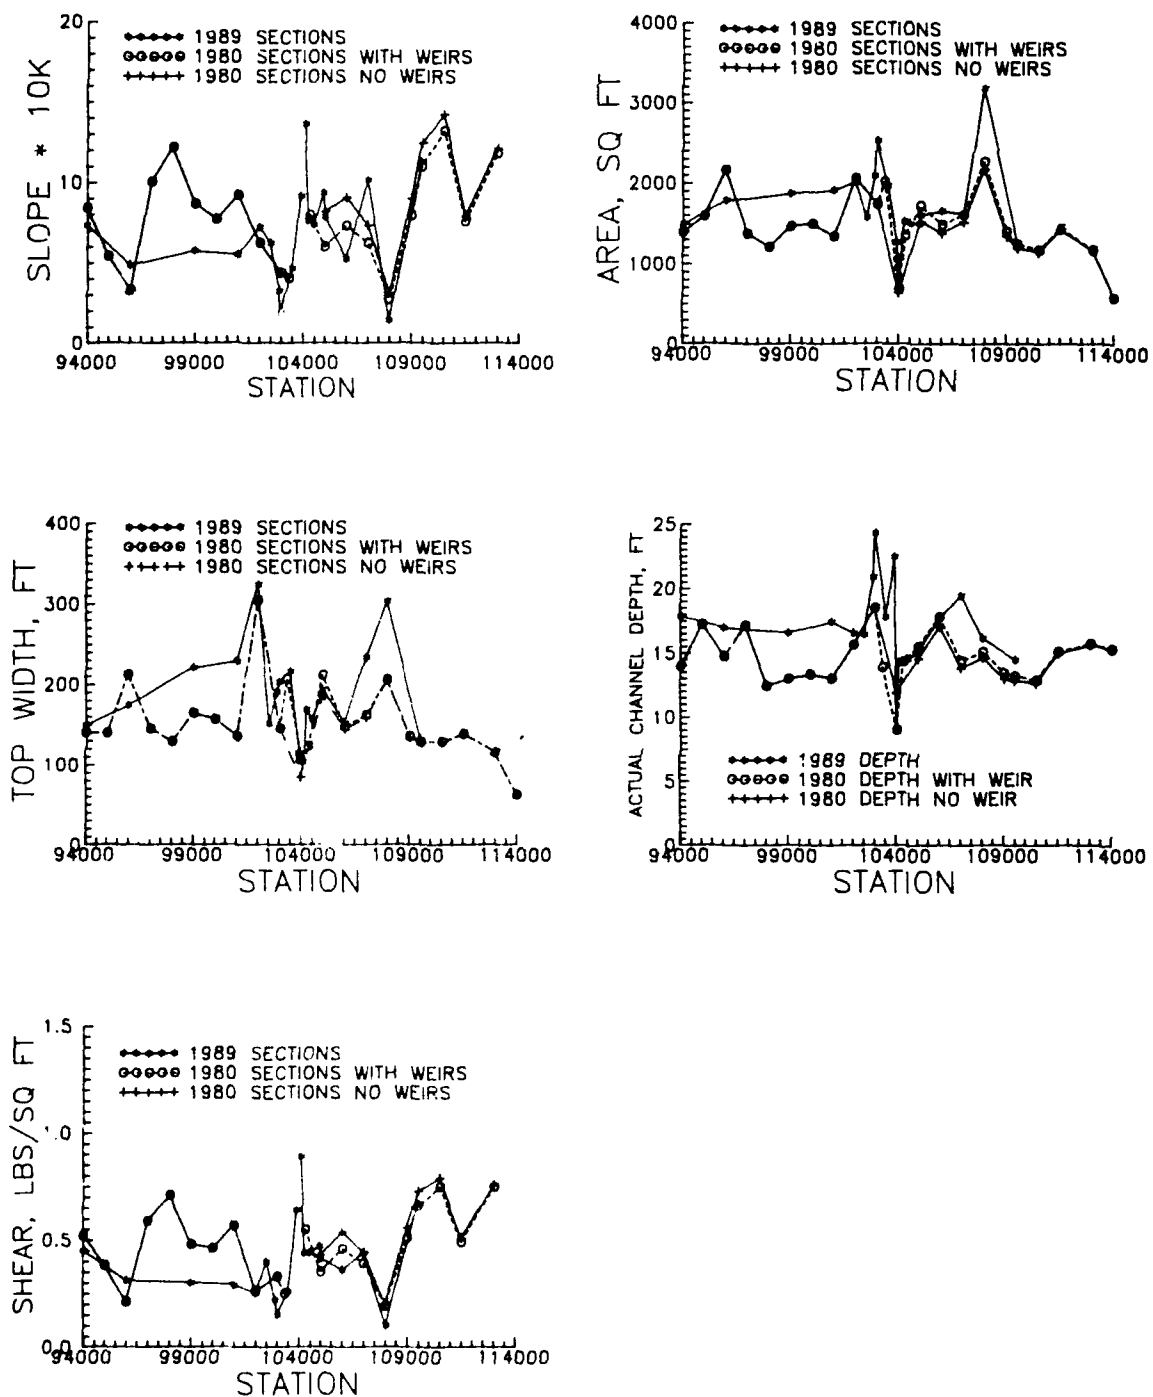 20
1989 SECTIONS
1980 SECTIONS WITH WEIRS
1980 SECTIONS NO WEIRS
10
0
SLOPE * 10K
94000 99000 104000 109000 114000
STATION
4000
1989 SECTIONS
1980 SECTIONS WITH WEIRS
1980 SECTIONS NO WEIRS
3000
2000
1000
0
AREA, SQ FT
94000 99000 104000 109000 114000
STATION
400
1989 SECTIONS
1980 SECTIONS WITH WEIRS
1980 SECTIONS NO WEIRS
300
200
100
0
TOP WIDTH, FT
94000 99000 104000 109000 114000
STATION
25
20
15
10
5
0
1989 DEPTH
1980 DEPTH WITH WEIR
1980 DEPTH NO WEIR
ACTUAL CHANNEL DEPTH, FT
94000 99000 104000 109000 114000
STATION
1.5
1989 SECTIONS
1980 SECTIONS WITH WEIRS
1980 SECTIONS NO WEIRS
1.0
0.5
0.0
SHEAR, LBS/SQ FT
94000 99000 104000 109000 114000
STATION